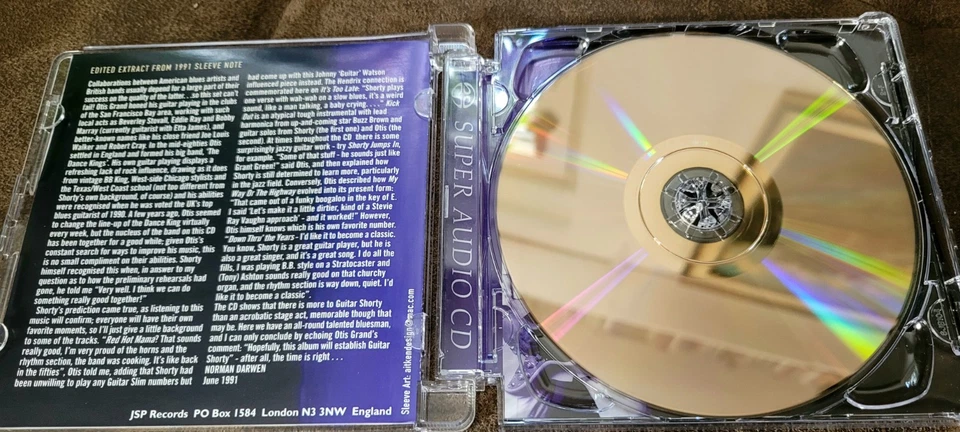 EDITED EXTRACT FROM 1991 SLEEVE NOTE
Collaborations between American blues artists and
British bands usually depend for a large part of their
success on the quality of the latter... so this set can't
fail! Otis Grand honed his guitar playing in the clubs
of the San Francisco Bay area, working with such
local acts as Beverley Stovall, Eddie Ray and Bobby
Murray (currently guitarist with Etta James), and
better-known names like his close friend Joe Louis
Walker and Robert Cray. In the mid-eighties Otis
settled in England and formed his big band, 'The
Dance Kings'. His own guitar playing displays a
refreshing lack of rock influence, drawing as it does
from vintage BB King, West-side Chicago stylists and
the Texas/West Coast school (not too different from
Shorty's own background, of course) and his abilities
were recognised when he was voted the UK's top
blues guitarist of 1990. A few years ago, Otis seemed
to change the line-up of the Dance King virtually
every week, but the nucleus of the band on this CD
has been together for a good while; given Otis's
constant search for ways to improve his music, this
is no small compliment on their abilities. Shorty
himself recognised this when, in answer to my
question as to how the preliminary rehearsals had
gone, he told me "Very well. I think we can do
something really good together!"
Shorty's prediction came true, as listening to this
music will confirm; everyone will have their own
favorite moments, so I'll just give a little background
to some of the tracks. "Red Hot Mama? That sounds
really good, I'm very proud of the horns and the
rhythm section, the band was cooking. It's like back
in the fifties", Otis told me, adding that Shorty had
been unwilling to play any Guitar Slim numbers but
had come up with this Johnny 'Guitar' Watson
influenced piece instead. The Hendrix connection is
commemorated here on It's Too Late: "Shorty plays
one verse with wah-wah on a slow blues, it's a weird
sound, like a man talking, a baby crying. . . ." Kick
Out is an atypical tough instrumental with lead
harmonica from up-and-coming star Buzz Brown and
guitar solos from Shorty (the first one) and Otis (the
second). At times throughout the CD there is some
surprisingly jazzy guitar work - try Shorty Jumps In,
for example. "Some of that stuff - he sounds just like
Grant Green!" said Otis, and then explained how
Shorty is still determined to learn more, particularly
in the jazz field. Conversely, Otis described how My
Way Or The Highway evolved into its present form:
"That came out of a funky boogaloo in the key of E.
I said 'Let's make it a little dirtier, kind of a Stevie
Ray Vaughn approach' - and it worked!" However,
Otis himself knows which is his own favorite number.
"Down Thru' the Years - I'd like it to become a classic.
You know, Shorty is a great guitar player, but he is
also a great singer, and it's a great song. I do all the
fills, I was playing B.B. style on a Stratocaster and
(Tony) Ashton sounds really good on that churchy
organ, and the rhythm section is way down, quiet. I'd
like it to become a classic".
The CD shows that there is more to Guitar Shorty
than an acrobatic stage act, memorable though that
may be. Here we have an all-round talented bluesman,
and I can only conclude by echoing Otis Grand's
comment: "Hopefully, this album will establish Guitar
Shorty" - after all, the time is right . . .
NORMAN DARWEN
June 1991
JSP Records PO Box 1584 London N3 3NW England
Sleeve Art: aitkendesign@mac.com
SUPER AUDIO CD